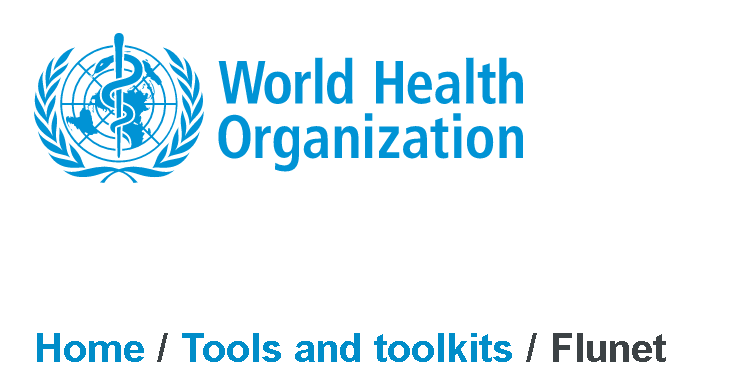 World Health
Organization
Home / Tools and toolkits / Flunet